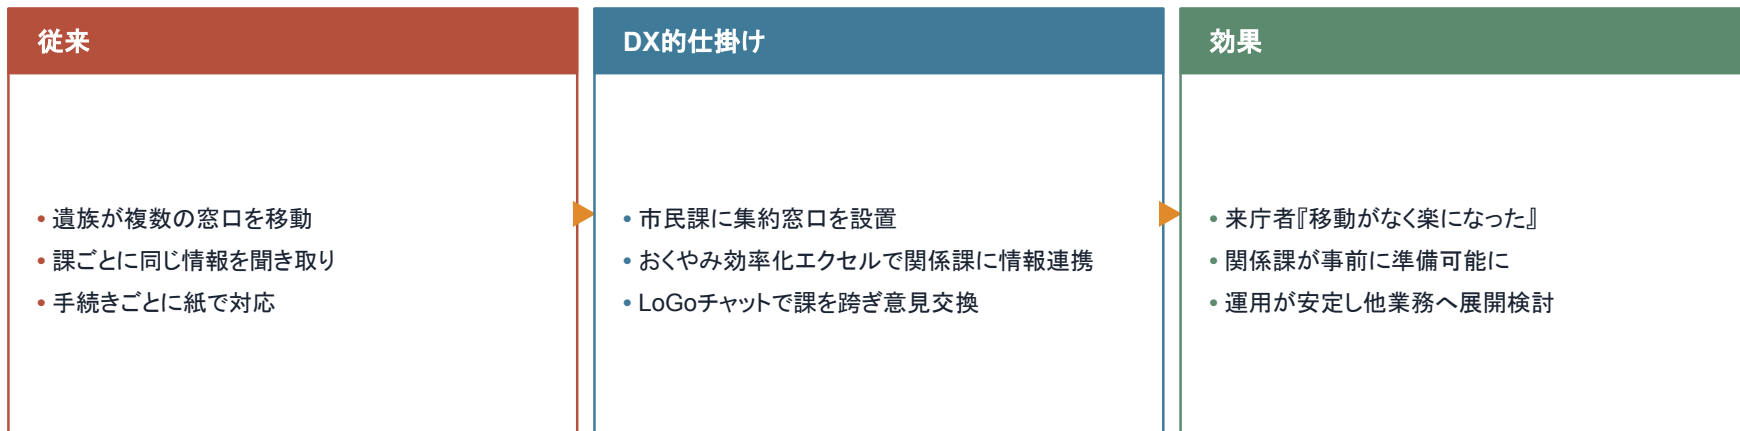 従来
• 遺族が複数の窓口を移動
• 課ごとに同じ情報を聞き取り
• 手続きごとに紙で対応
DX的仕掛け
• 市民課に集約窓口を設置
• おくやみ効率化エクセルで関係課に情報連携
• LoGoチャットで課を跨ぎ意見交換
効果
• 来庁者『移動がなく楽になった』
• 関係課が事前に準備可能に
• 運用が安定し他業務へ展開検討